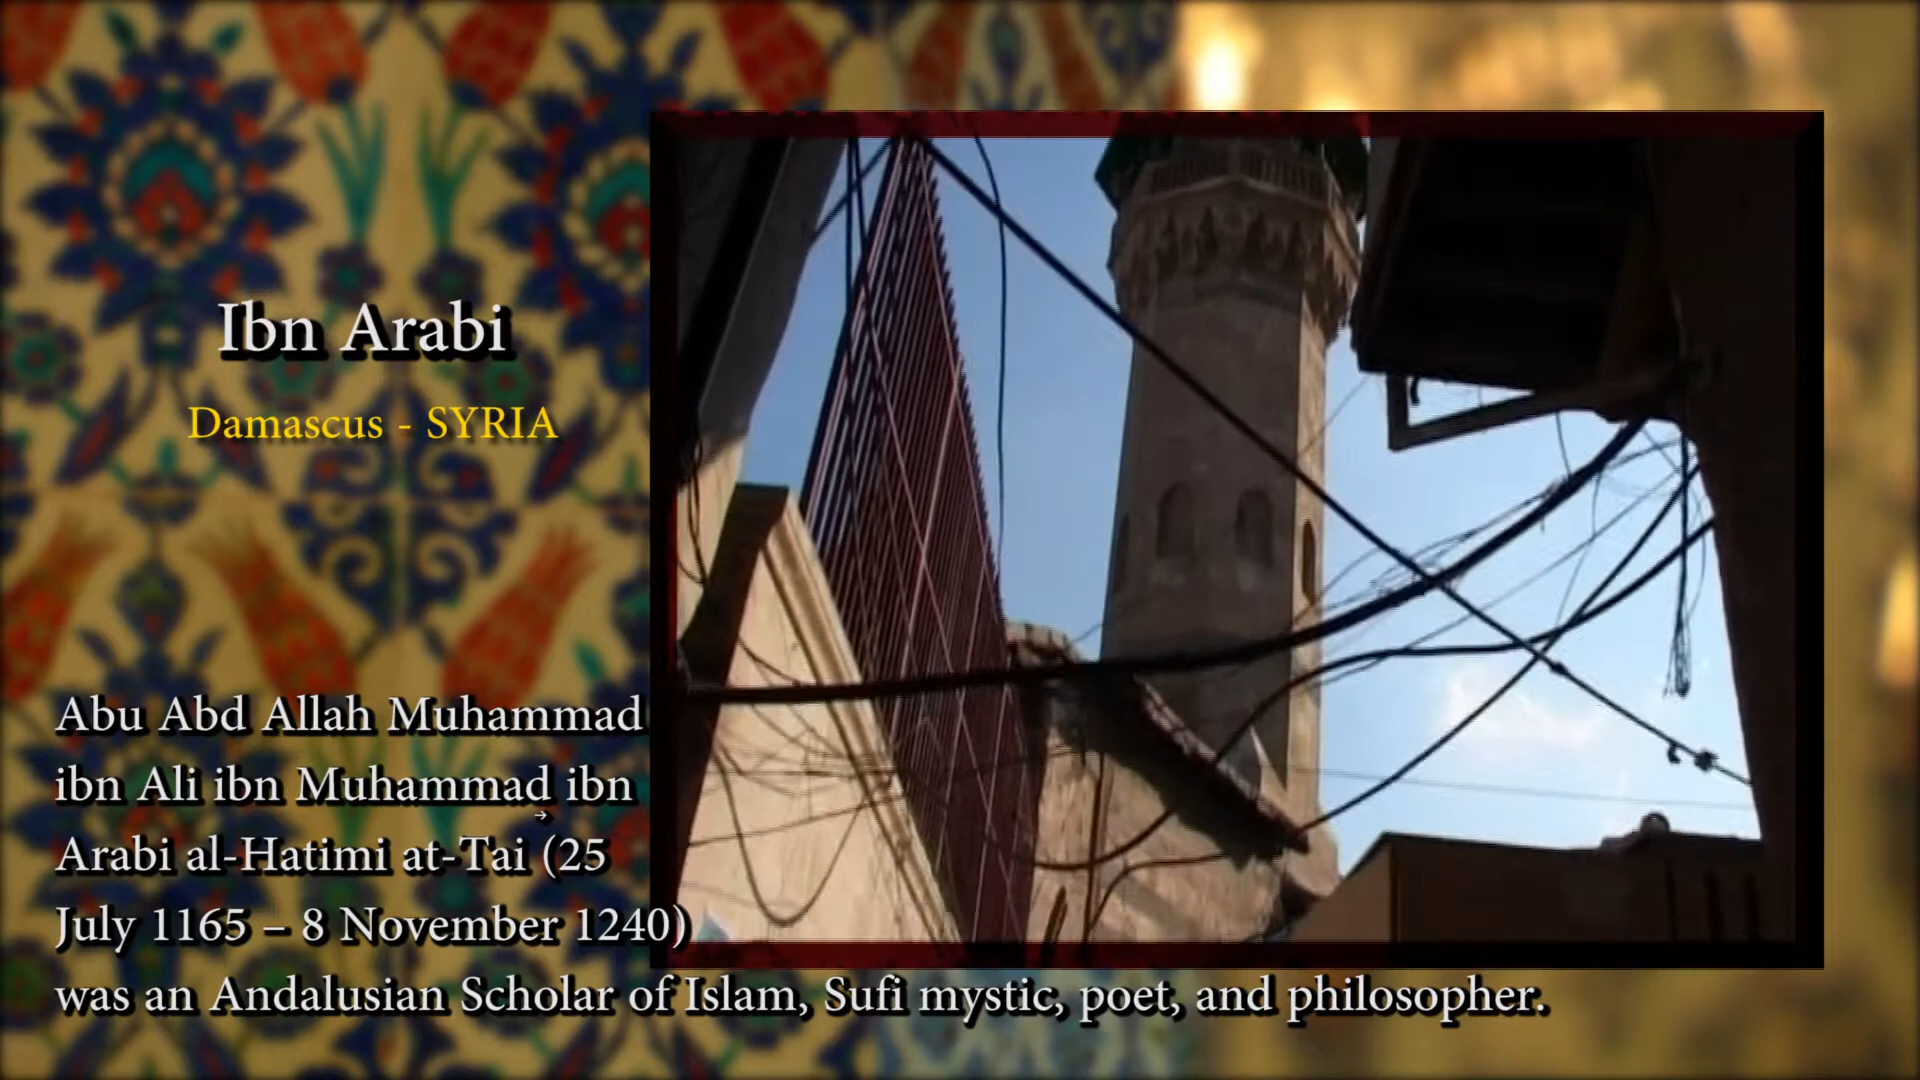 Ibn Arabi
Damascus - SYRIA
Abu Abd Allah Muhammad
ibn Ali ibn Muhammad ibn
Arabi al-Hatimi at-Tai (25
July 1165 – 8 November 1240)
was an Andalusian Scholar of Islam, Sufi mystic, poet, and philosopher.